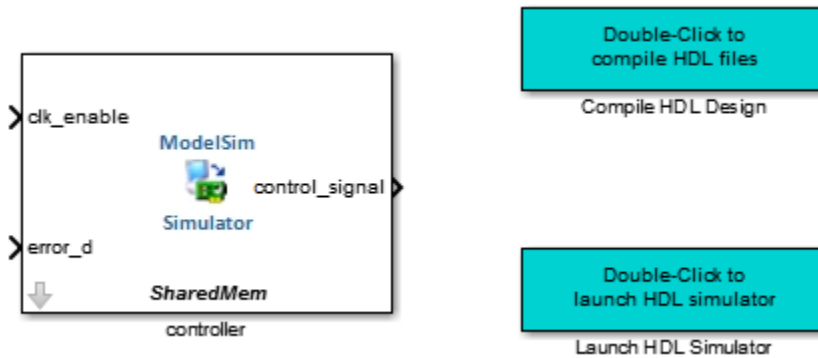 clk_enable
ModelSim
control_signal
Simulator
error_d
SharedMem
controller
Double-Click to
compile HDL files
Compile HDL Design
Double-Click to
launch HDL simulator
Launch HDL Simulator